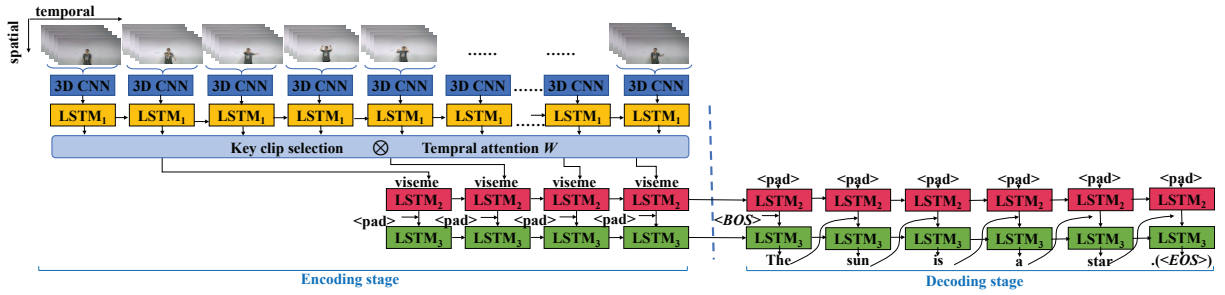 temporal
spatial
...... ......
3D CNN 3D CNN 3D CNN 3D CNN 3D CNN 3D CNN ...... 3D CNN 3D CNN
LSTM1 LSTM1 LSTM1 LSTM1 LSTM1 LSTM1 ...... LSTM1 LSTM1
Key clip selection ⊗ Tempral attention W
viseme viseme viseme viseme <pad> <pad> <pad> <pad> <pad> <pad>
LSTM2 LSTM2 LSTM2 LSTM2 LSTM2 LSTM2 LSTM2 LSTM2 LSTM2 LSTM2
<pad> <pad> <pad> <pad> <BOS>
LSTM3 LSTM3 LSTM3 LSTM3 LSTM3 LSTM3 LSTM3 LSTM3 LSTM3 LSTM3
The sun is a star .(<EOS>)
Encoding stage Decoding stage